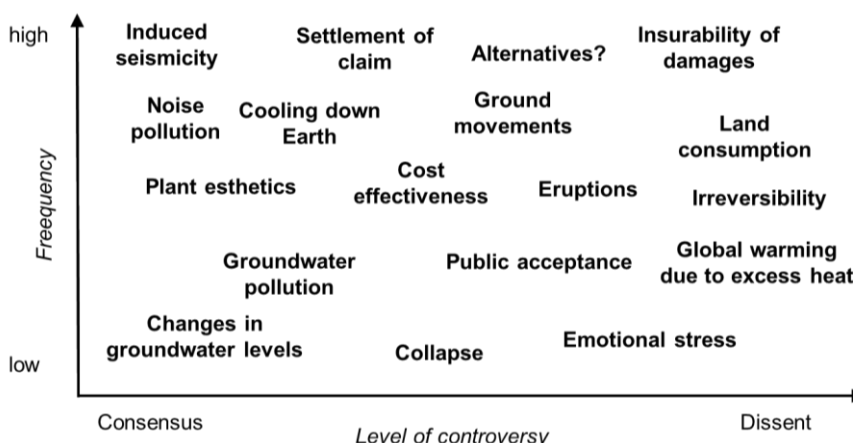 high
Induced
seismicity
Settlement of
claim
Alternatives?
Insurability of
damages
Noise
pollution
Cooling down
Earth
Ground
movements
Land
consumption
Freequency
Plant esthetics
Cost
effectiveness
Eruptions
Irreversibility
Groundwater
pollution
Public acceptance
Global warming
due to excess heat
Changes in
groundwater levels
Collapse
Emotional stress
low
Consensus
Level of controversy
Dissent